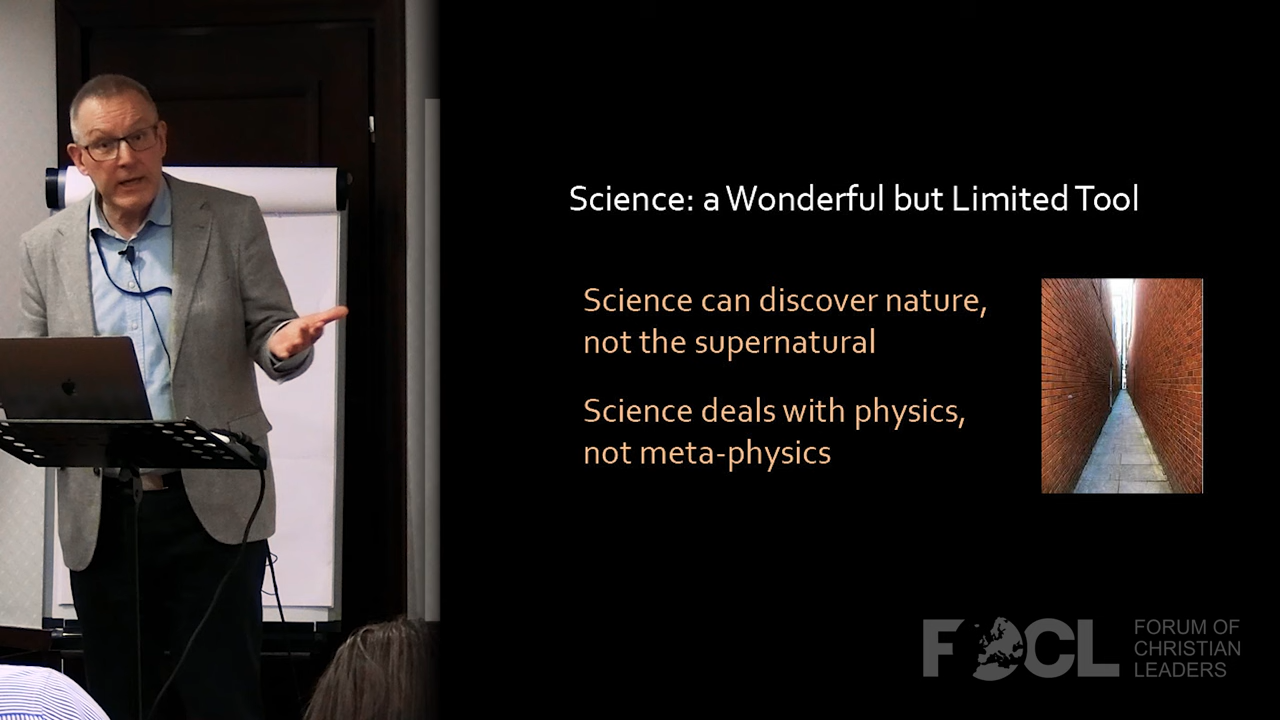 Science: a Wonderful but Limited Tool
Science can discover nature,
not the supernatural
Science deals with physics,
not meta-physics
FOCL
FORUM OF
CHRISTIAN
LEADERS